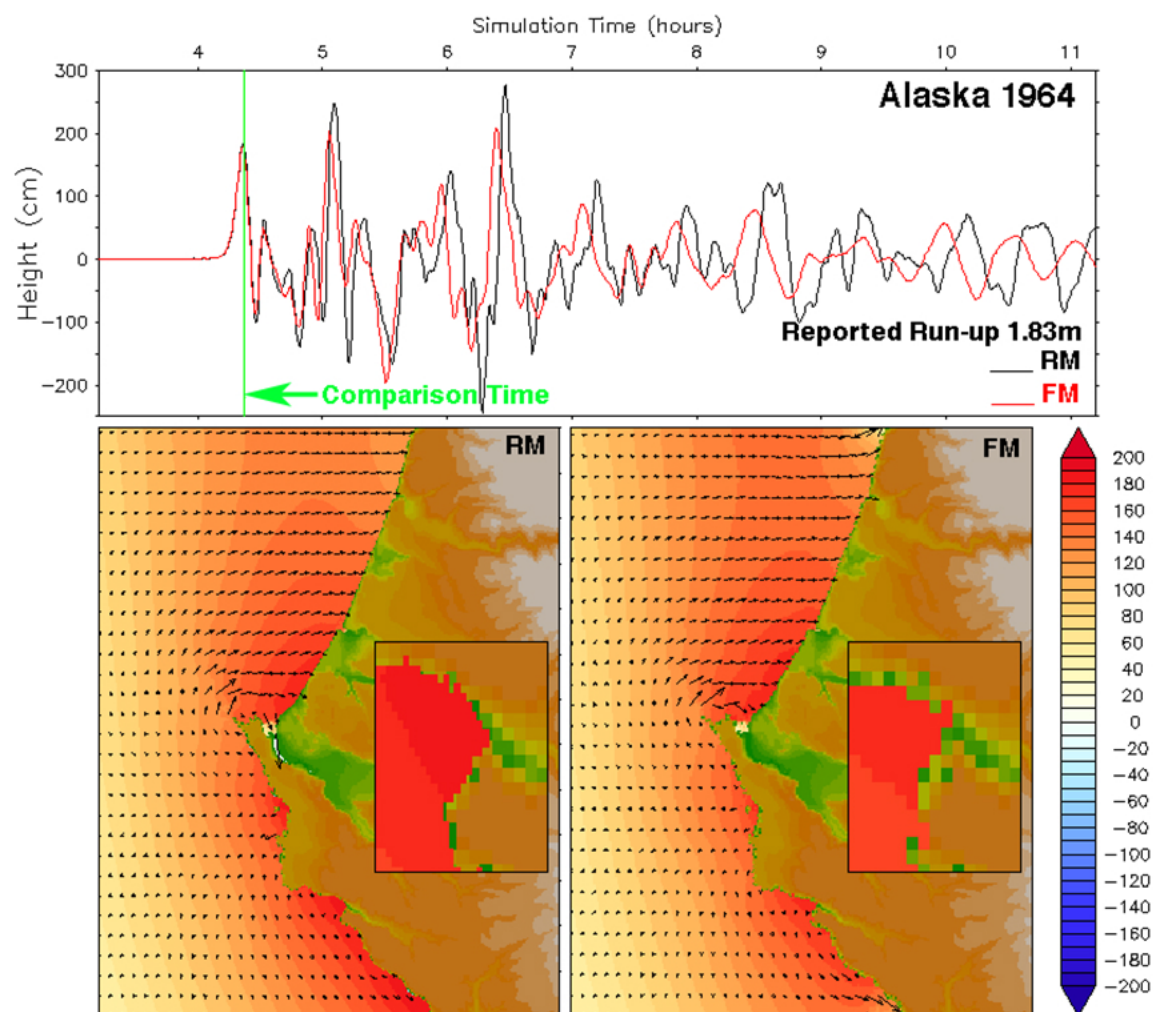 Simulation Time (hours)
4 5 6 7 8 9 10 11
300
200
100
0
−100
−200
Height (cm)
Alaska 1964
Reported Run-up 1.83m
RM
FM
Comparison Time
RM
FM
200
180
160
140
120
100
80
60
40
20
0
−20
−40
−60
−80
−100
−120
−140
−160
−180
−200